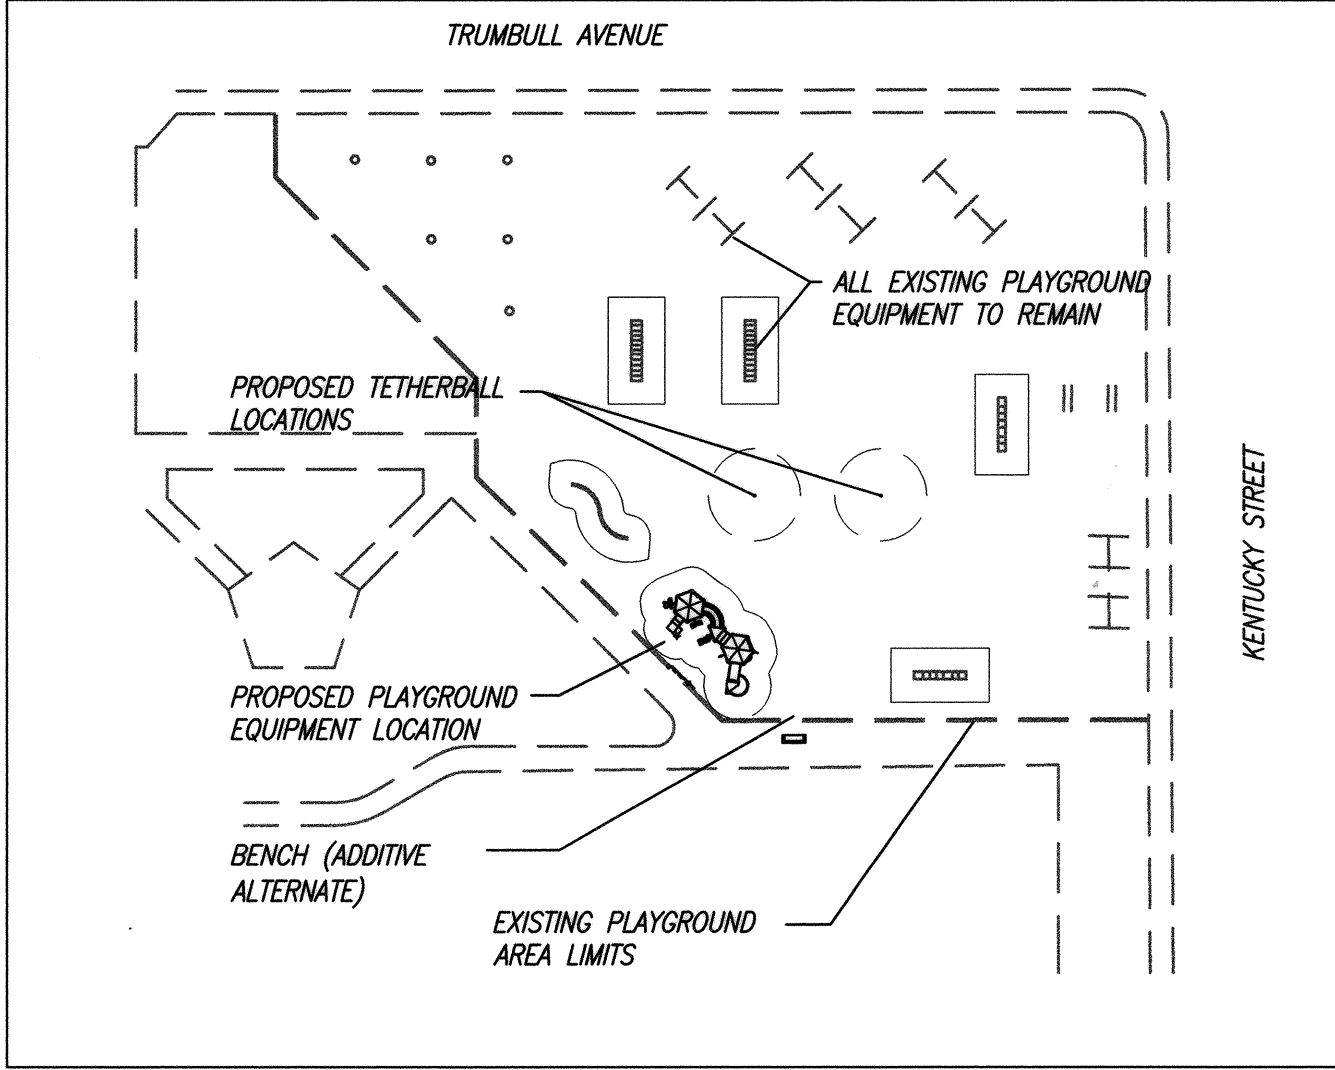 TRUMBULL AVENUE
ALL EXISTING PLAYGROUND
EQUIPMENT TO REMAIN
PROPOSED TETHERBALL
LOCATIONS
KENTUCKY STREET
PROPOSED PLAYGROUND
EQUIPMENT LOCATION
BENCH (ADDITIVE
ALTERNATE)
EXISTING PLAYGROUND
AREA LIMITS